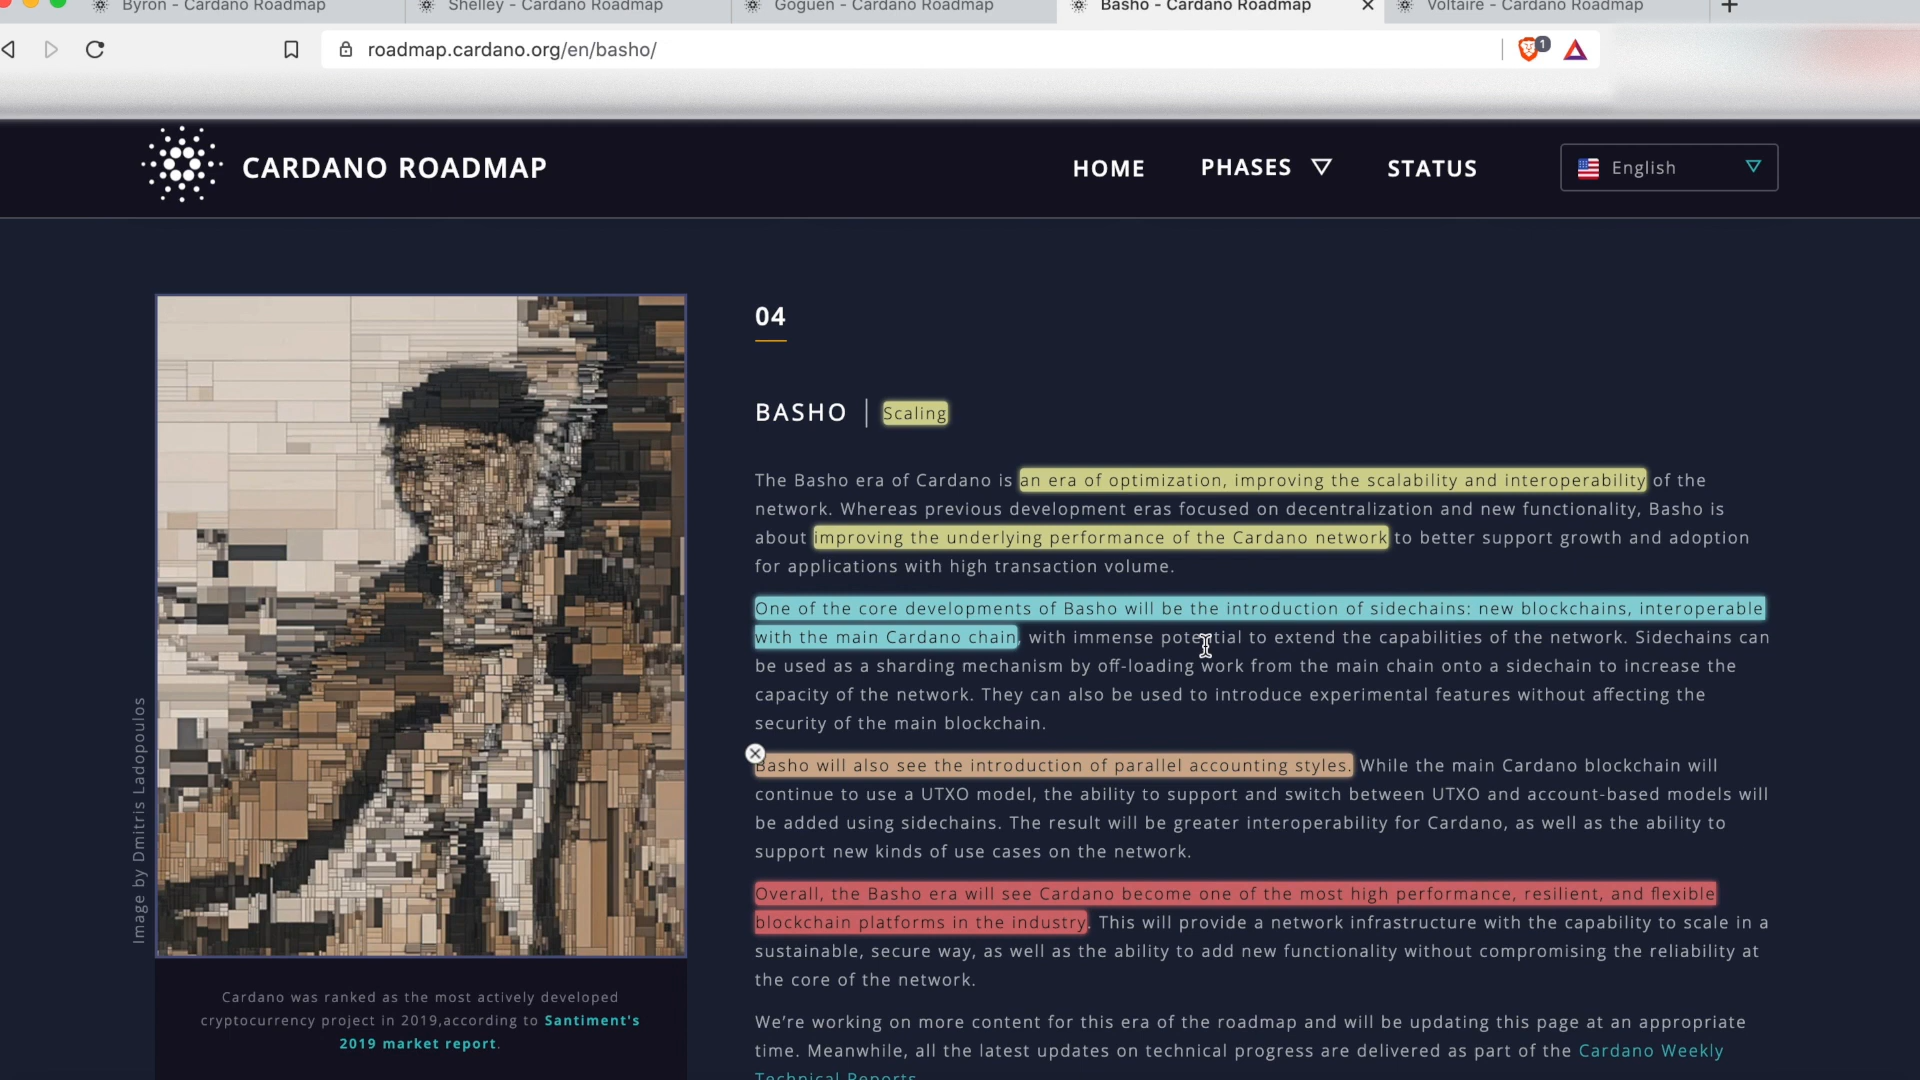 Byron - Cardano Roadmap
Shelley - Cardano Roadmap
Goguen - Cardano Roadmap
Basho - Cardano Roadmap
Voltaire - Cardano Roadmap
roadmap.cardano.org/en/basho/
1
CARDANO ROADMAP
HOME
PHASES
STATUS
English
04
BASHO | Scaling
The Basho era of Cardano is an era of optimization, improving the scalability and interoperability of the
network. Whereas previous development eras focused on decentralization and new functionality, Basho is
about improving the underlying performance of the Cardano network to better support growth and adoption
for applications with high transaction volume.
One of the core developments of Basho will be the introduction of sidechains: new blockchains, interoperable
with the main Cardano chain, with immense potential to extend the capabilities of the network. Sidechains can
be used as a sharding mechanism by off-loading work from the main chain onto a sidechain to increase the
capacity of the network. They can also be used to introduce experimental features without affecting the
security of the main blockchain.
Basho will also see the introduction of parallel accounting styles. While the main Cardano blockchain will
continue to use a UTXO model, the ability to support and switch between UTXO and account-based models will
be added using sidechains. The result will be greater interoperability for Cardano, as well as the ability to
support new kinds of use cases on the network.
Overall, the Basho era will see Cardano become one of the most high performance, resilient, and flexible
blockchain platforms in the industry. This will provide a network infrastructure with the capability to scale in a
sustainable, secure way, as well as the ability to add new functionality without compromising the reliability at
the core of the network.
We're working on more content for this era of the roadmap and will be updating this page at an appropriate
time. Meanwhile, all the latest updates on technical progress are delivered as part of the Cardano Weekly
Technical Reports.
Image by Dmitris Ladopoulos
Cardano was ranked as the most actively developed
cryptocurrency project in 2019,according to Santiment's
2019 market report.